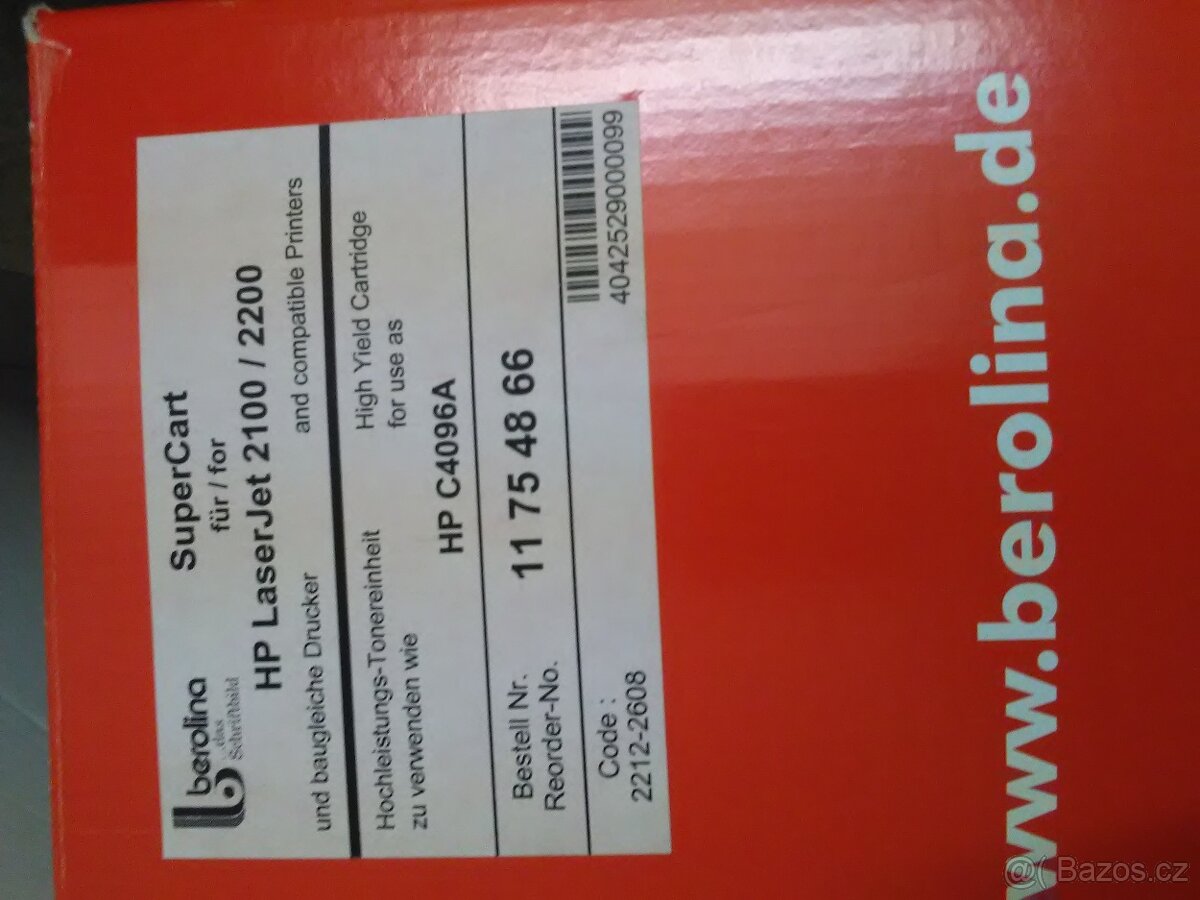 berolina
...das
Schriftbild
SuperCart
für / for
HP LaserJet 2100 / 2200
und baugleiche Drucker
and compatible Printers
Hochleistungs-Tonereinheit
zu verwenden wie
High Yield Cartridge
for use as
HP C4096A
Bestell Nr.
Reorder-No.
11 75 48 66
Code :
2212-2608
4042529000099
www.berolina.de
Bazos.cz